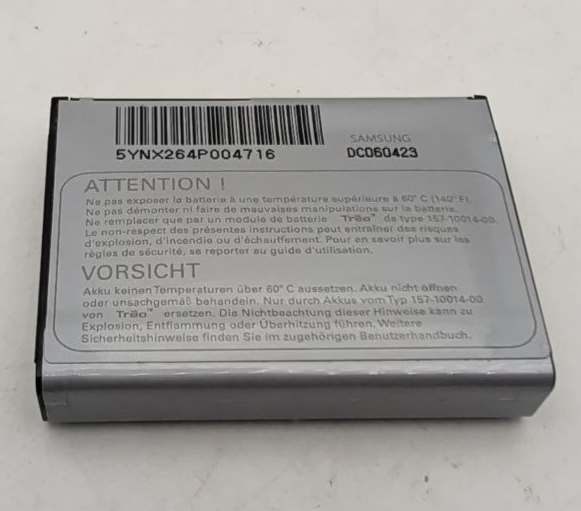 SAMSUNG
5YNX264P004716
DC060423
ATTENTION !
Ne pas exposer la batterie à une température supérieure à 60° C (140° F).
Ne pas démonter ni faire de mauvaises manipulations sur la batterie.
Ne remplacer que par un module de batterie Trēo™ de type 157-10014-00.
Le non-respect des présentes instructions peut entraîner des risques
d'explosion, d'incendie ou d'échauffement. Pour en savoir plus sur les
règles de sécurité, se reporter au guide d'utilisation.
VORSICHT
Akku keinen Temperaturen über 60° C aussetzen. Akku nicht öffnen
oder unsachgemäß behandeln. Nur durch Akkus vom Typ 157-10014-00
von Trēo™ ersetzen. Die Nichtbeachtung dieser Hinweise kann zu
Explosion, Entflammung oder Überhitzung führen. Weitere
Sicherheitshinweise finden Sie im zugehörigen Benutzerhandbuch.